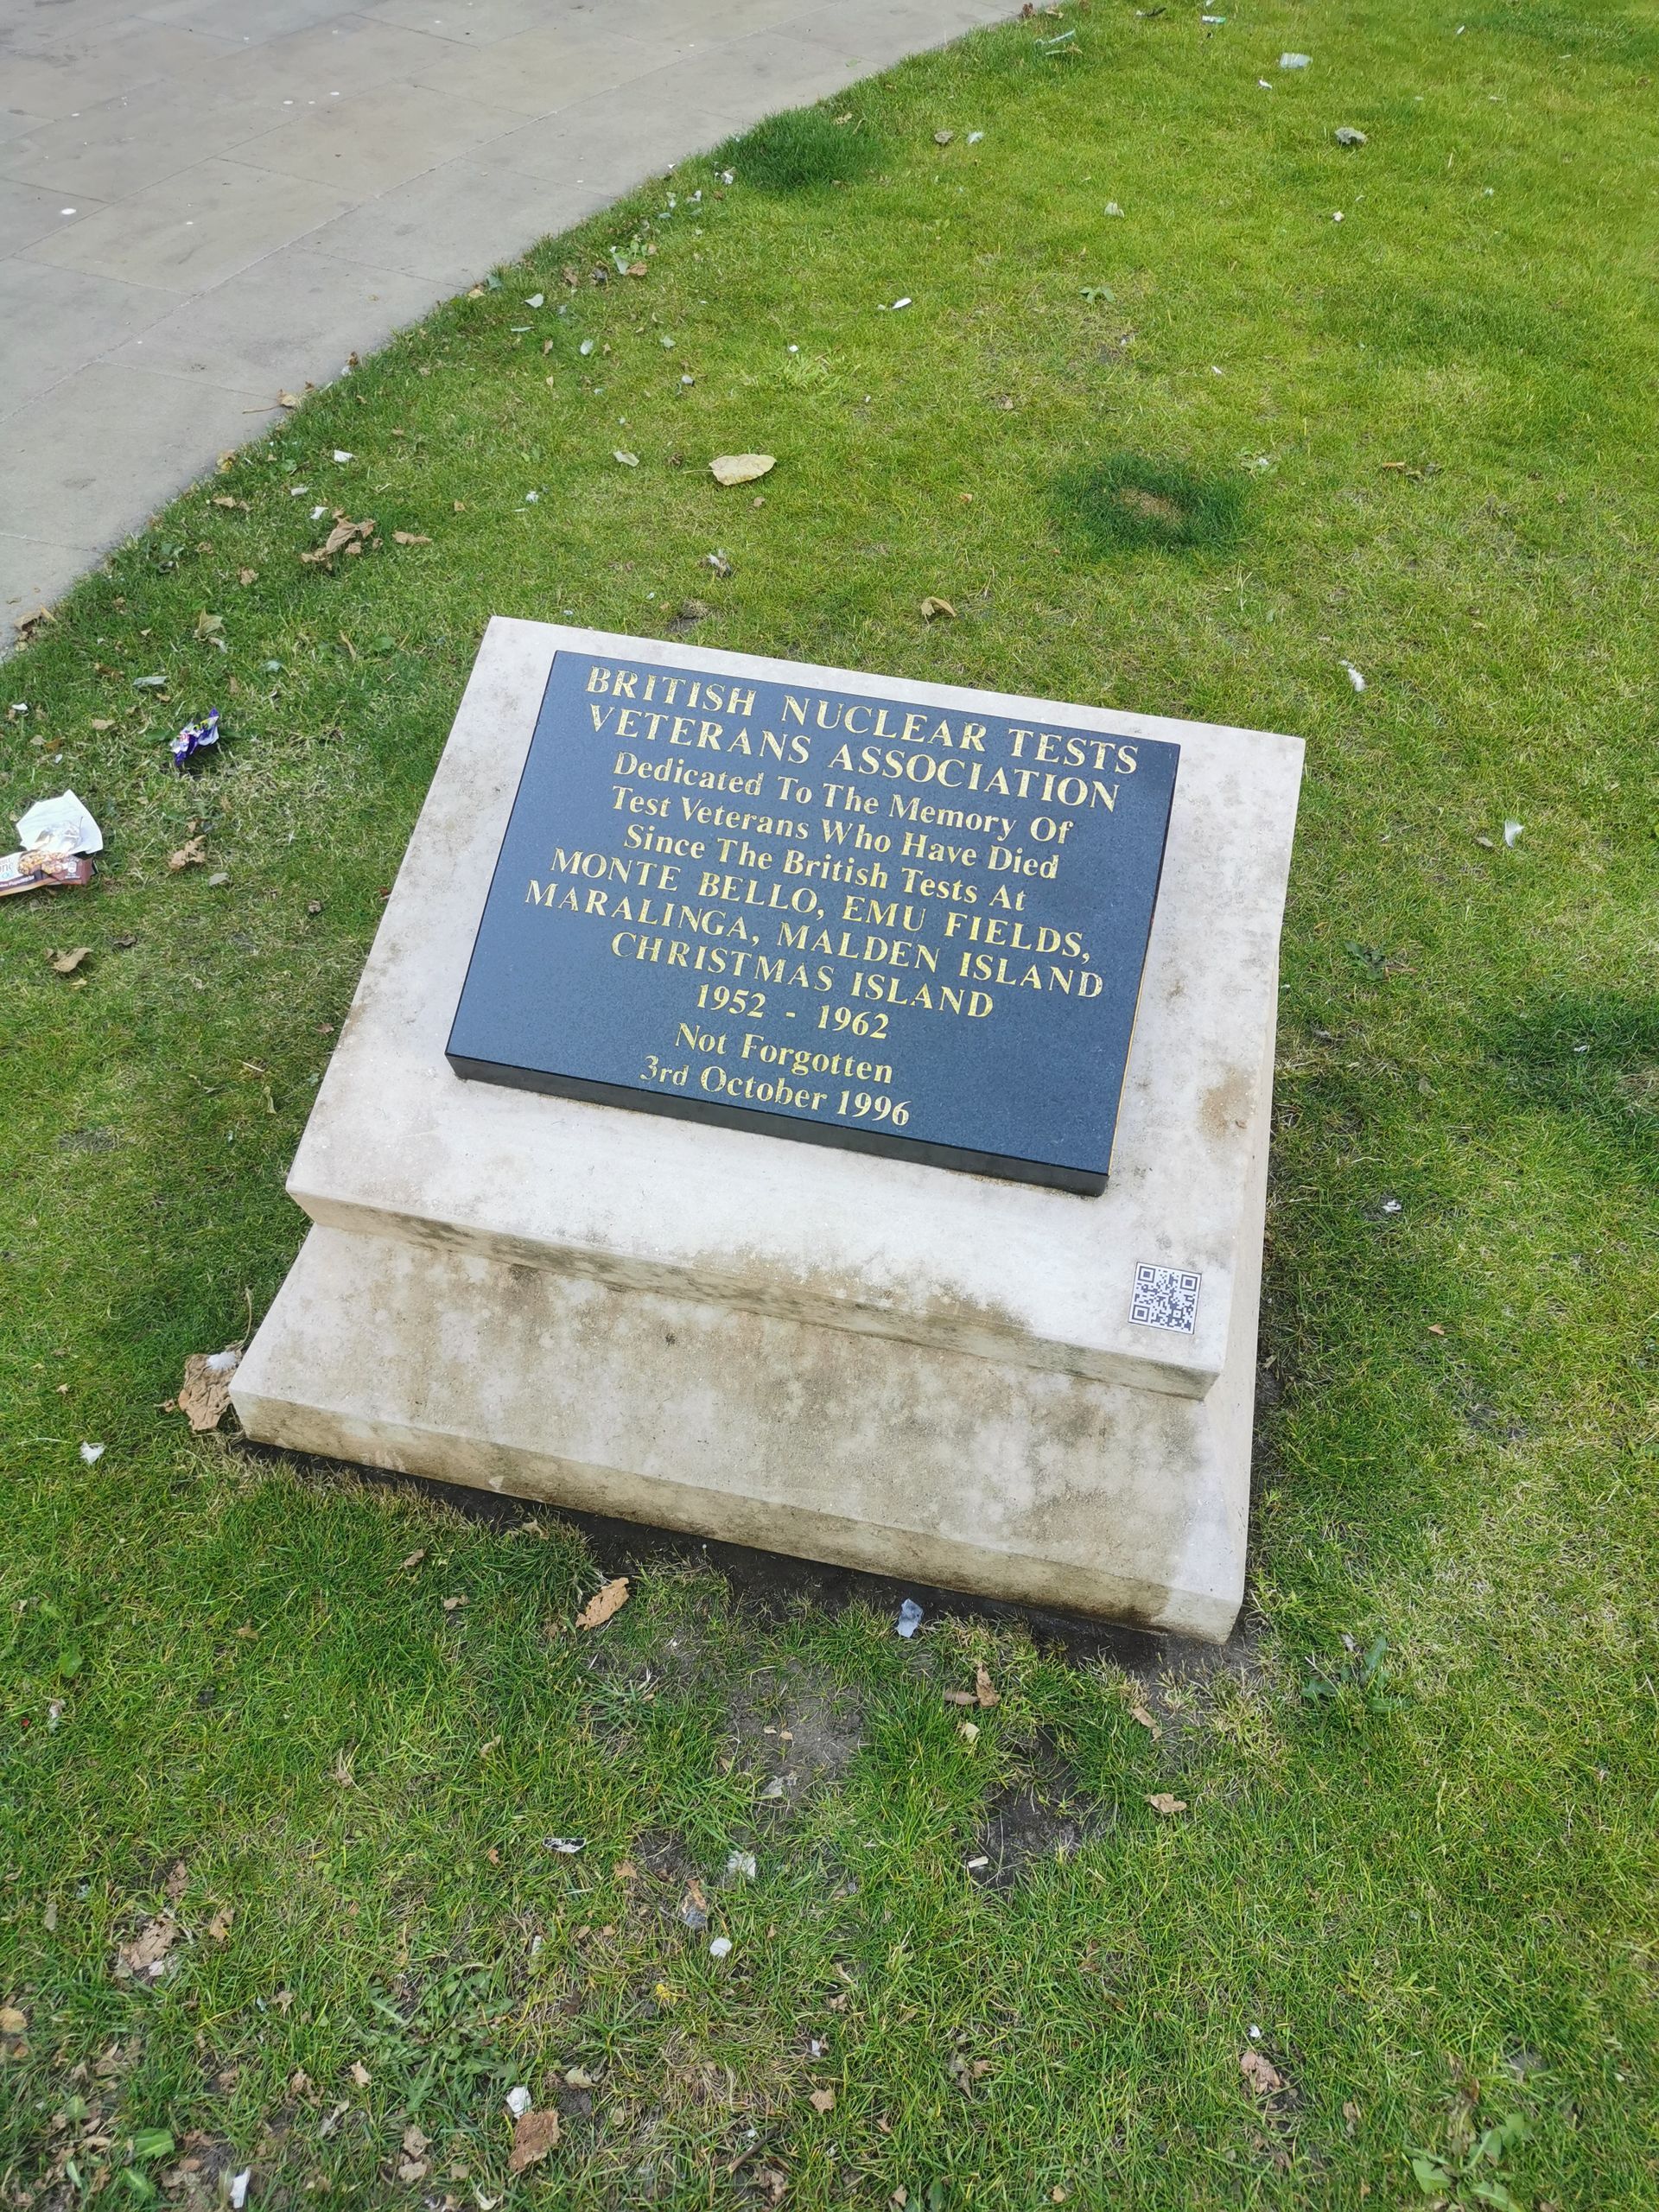 BRITISH NUCLEAR TESTS
VETERANS ASSOCIATION
Dedicated To The Memory Of
Test Veterans Who Have Died
Since The British Tests At
MONTE BELLO, EMU FIELDS,
MARALINGA, MALDEN ISLAND
CHRISTMAS ISLAND
1952 - 1962
Not Forgotten
3rd October 1996